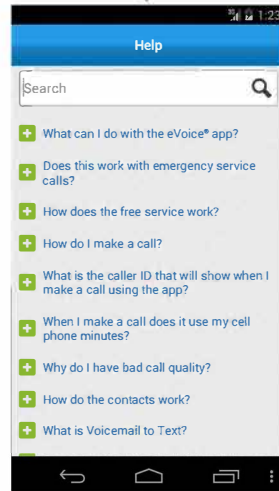 3G 1:23
Help
Search
What can I do with the eVoice® app?
Does this work with emergency service
calls?
How does the free service work?
How do I make a call?
What is the caller ID that will show when I
make a call using the app?
When I make a call does it use my cell
phone minutes?
Why do I have bad call quality?
How do the contacts work?
What is Voicemail to Text?